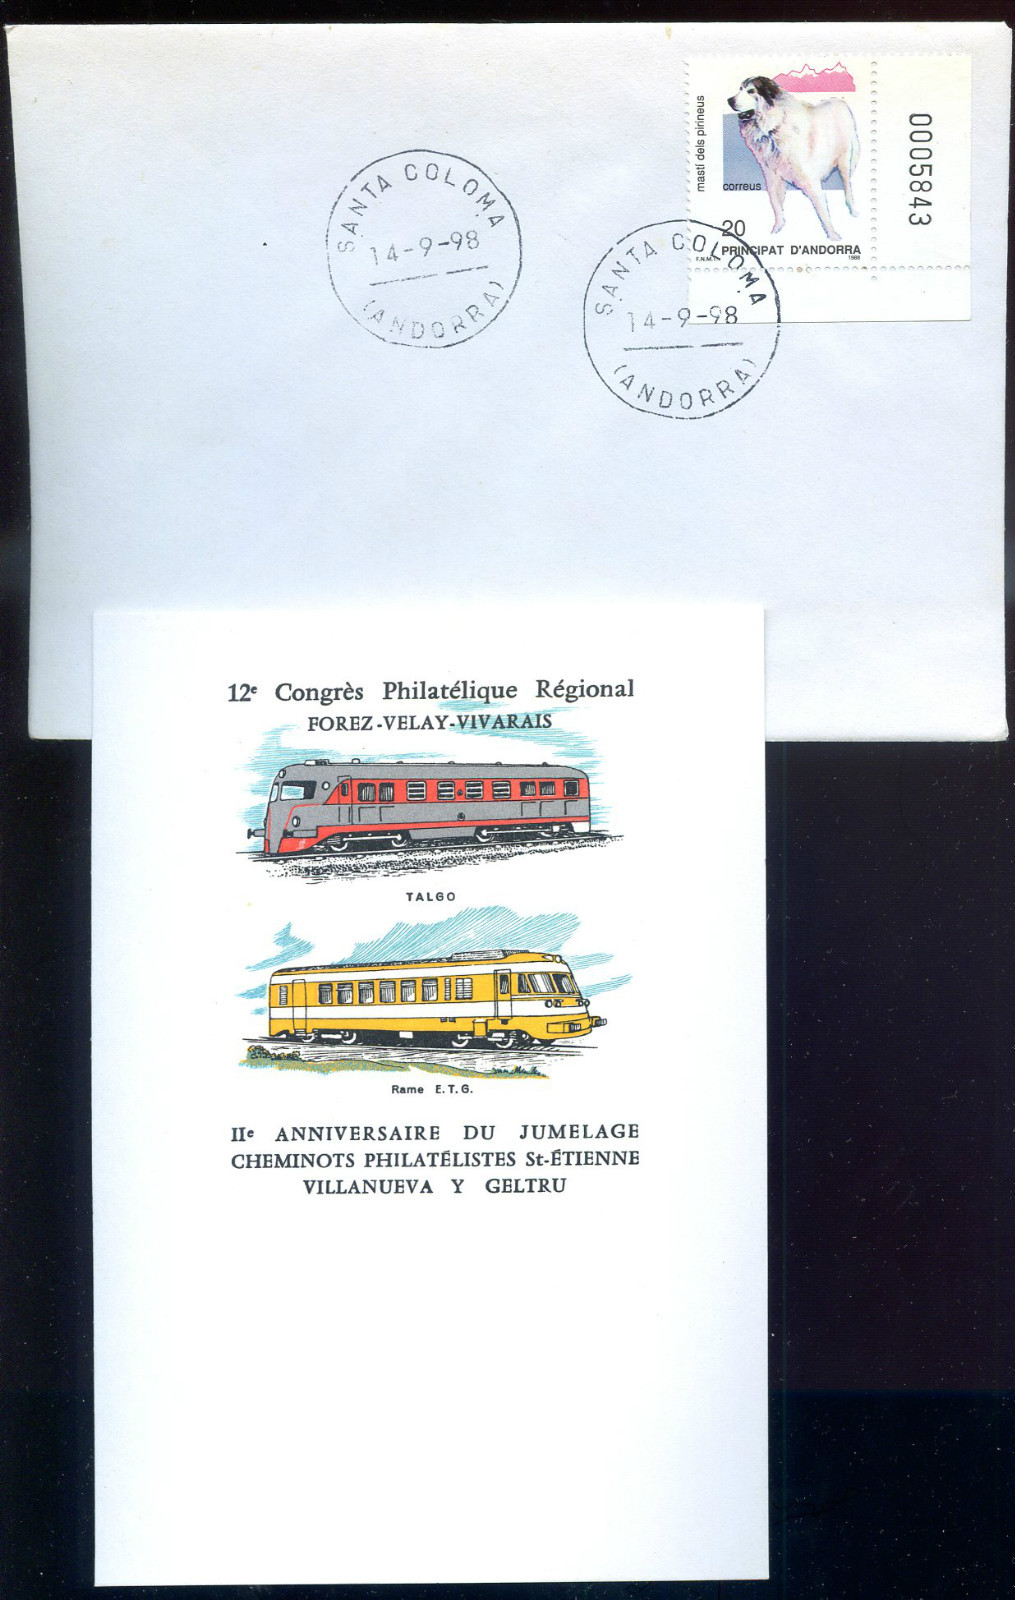 SANTA COLOMA
14-9-98
(ANDORRA)
SANTA COLOMA
14-9-98
(ANDORRA)
mastí dels pirineus
correus
20
PRINCIPAT D'ANDORRA
F.N.M.T. 1988
0005843
12e Congrès Philatélique Régional
FOREZ-VELAY-VIVARAIS
TALGO
Rame E.T.G.
IIe ANNIVERSAIRE DU JUMELAGE
CHEMINOTS PHILATÉLISTES St-ÉTIENNE
VILLANUEVA Y GELTRU